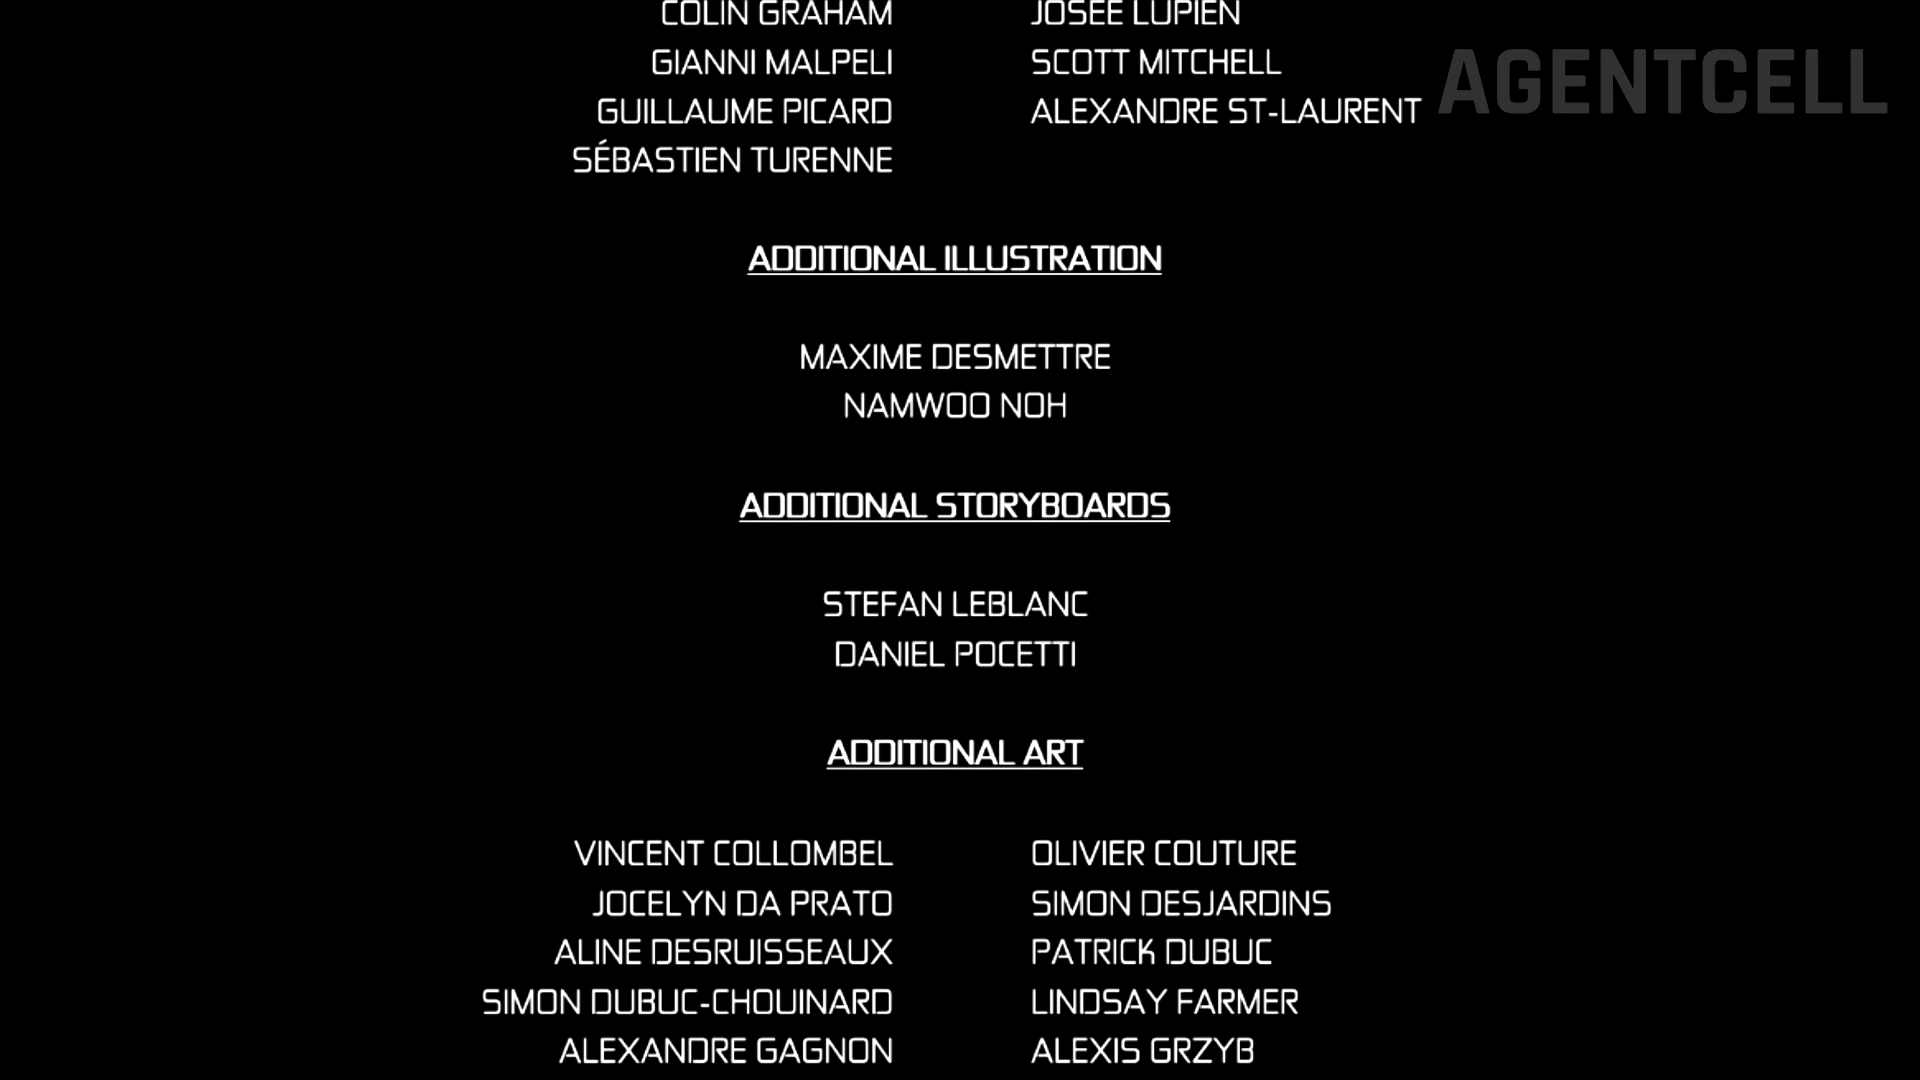 COLIN GRAHAM JOSEE LUPIEN
GIANNI MALPELI SCOTT MITCHELL
GUILLAUME PICARD ALEXANDRE ST-LAURENT
SÉBASTIEN TURENNE
AGENTCELL
ADDITIONAL ILLUSTRATION
MAXIME DESMETTRE
NAMWOO NOH
ADDITIONAL STORYBOARDS
STEFAN LEBLANC
DANIEL POCETTI
ADDITIONAL ART
VINCENT COLLOMBEL OLIVIER COUTURE
JOCELYN DA PRATO SIMON DESJARDINS
ALINE DESRUISSEAUX PATRICK DUBUC
SIMON DUBUC-CHOUINARD LINDSAY FARMER
ALEXANDRE GAGNON ALEXIS GRZYB